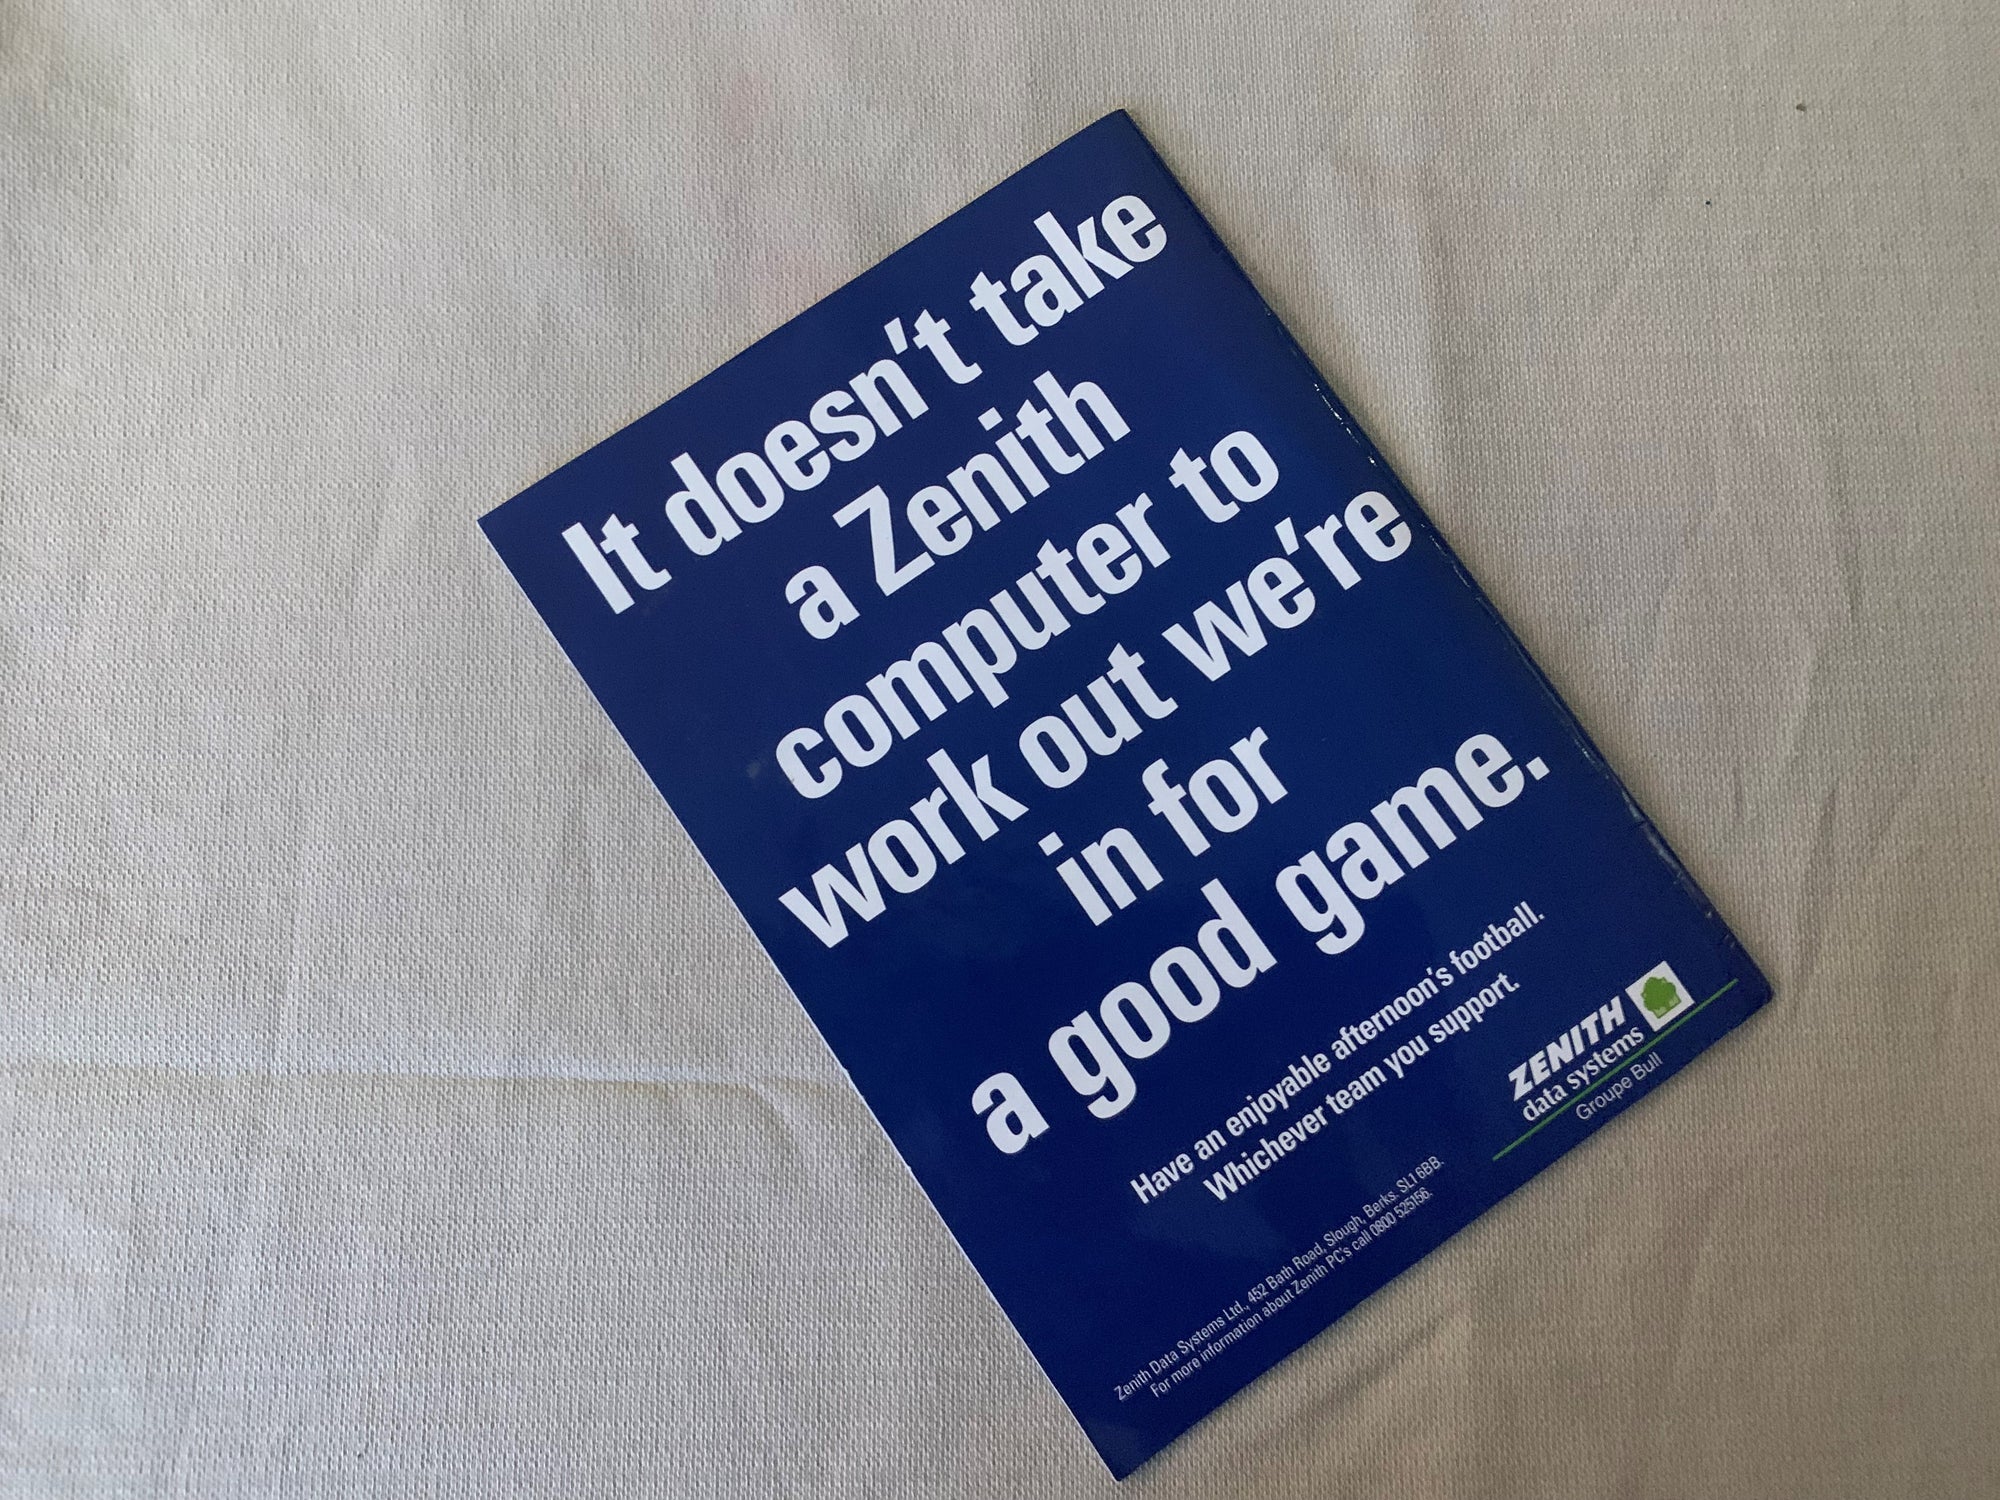 It doesn't take
a Zenith
computer to
work out we're
in for
a good game.
Have an enjoyable afternoon's football.
Whichever team you support.
ZENITH
data systems
Groupe Bull
Zenith Data Systems Ltd., 452 Bath Road, Slough, Berks. SL1 6BB.
For more information about Zenith PC's call 0800 525156.